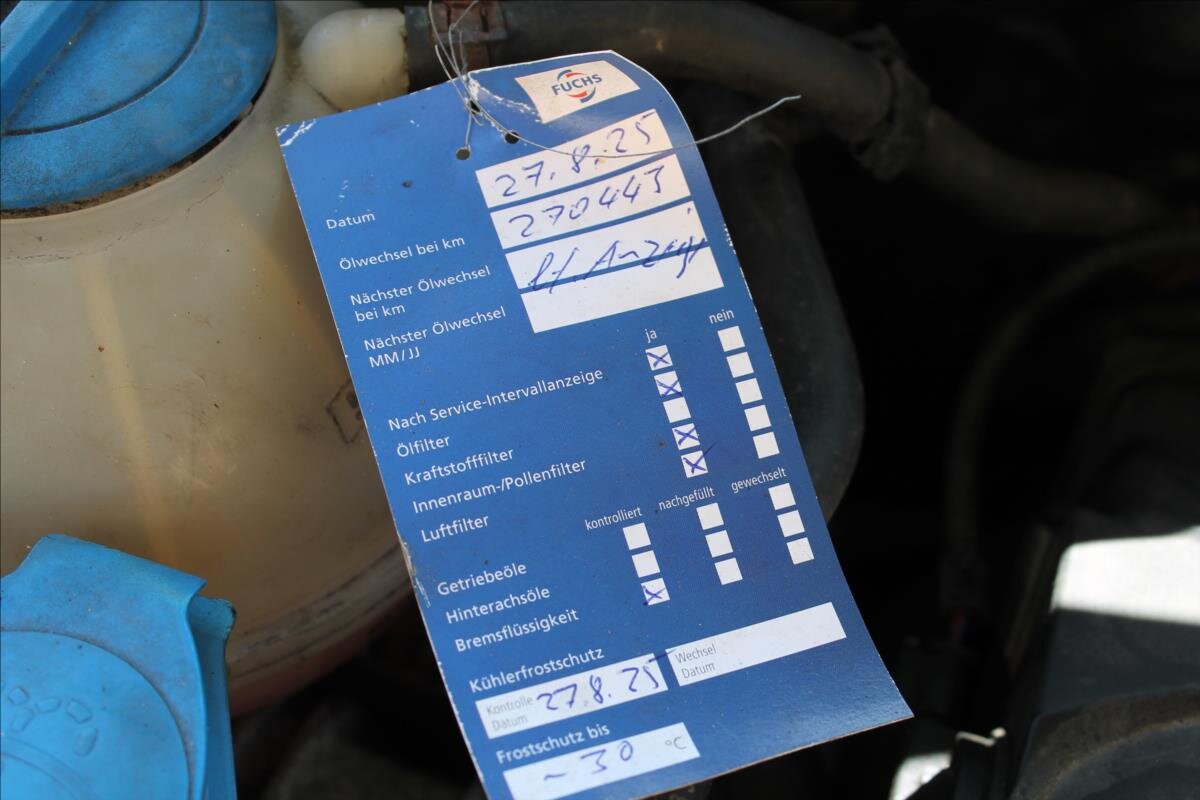 FUCHS
Datum 27.8.25
Ölwechsel bei km 270443
Nächster Ölwechsel
bei km lt. Anzeige
Nächster Ölwechsel
MM/JJ
ja nein
Nach Service-Intervallanzeige
Ölfilter
Kraftstofffilter
Innenraum-/Pollenfilter
Luftfilter
kontrolliert nachgefüllt gewechselt
Getriebeöle
Hinterachsöle
Bremsflüssigkeit
Kühlerfrostschutz
Kontrolle
Datum 27.8.25
Wechsel
Datum
Frostschutz bis
- 30 °C